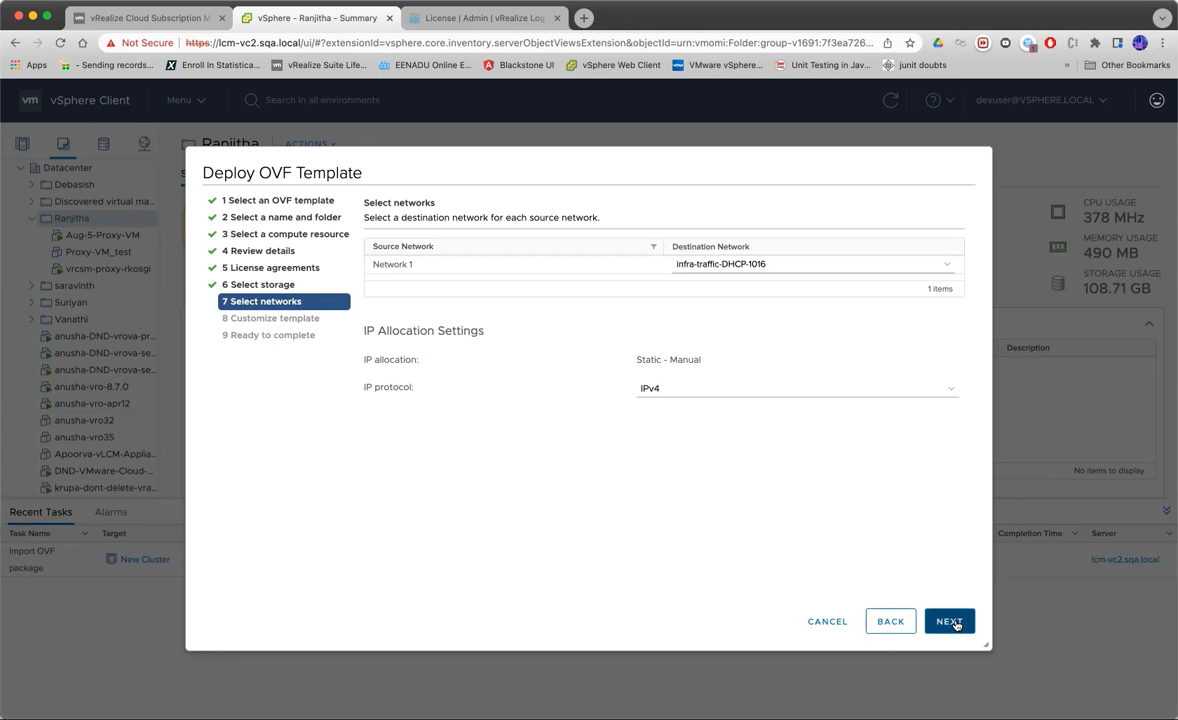 vRealize Cloud Subscription M
vSphere - Ranjitha - Summary
License | Admin | vRealize Log
Not Secure
https://lcm-vc2.sqa.local/ui/#?extensionId=vsphere.core.inventory.serverObjectViewsExtension&objectId=urn:vmomi:Folder:group-v1691:7f3ea726...
Apps
- Sending records...
Enroll In Statistica...
vRealize Suite Life...
EENADU Online E...
Blackstone UI
vSphere Web Client
VMware vSphere...
Unit Testing in Jav...
junit doubts
»
Other Bookmarks
vm vSphere Client
Menu
Search in all environments
devuser@VSPHERE.LOCAL
Ranjitha
ACTIONS
Datacenter
Debasish
Discovered virtual ma...
Ranjitha
Aug-5-Proxy-VM
Proxy-VM_test
vrcsm-proxy-rkosgi
saravinth
Suriyan
Vanathi
anusha-DND-vrova-pr...
anusha-DND-vrova-se...
anusha-DND-vrova-se...
anusha-vro-8.7.0
anusha-vro-apr12
anusha-vro32
anusha-vro35
Apoorva-vLCM-Applia...
DND-VMware-Cloud-...
krupa-dont-delete-vra...
Deploy OVF Template
1 Select an OVF template
2 Select a name and folder
3 Select a compute resource
4 Review details
5 License agreements
6 Select storage
7 Select networks
8 Customize template
9 Ready to complete
Select networks
Select a destination network for each source network.
Source Network
Destination Network
Network 1
infra-traffic-DHCP-1016
1 items
IP Allocation Settings
IP allocation:
Static - Manual
IP protocol:
IPv4
CANCEL
BACK
NEXT
CPU USAGE
378 MHz
MEMORY USAGE
490 MB
STORAGE USAGE
108.71 GB
Description
No items to display
Recent Tasks
Alarms
Task Name
Target
Completion Time
Server
Import OVF
package
New Cluster
lcm-vc2.sqa.local